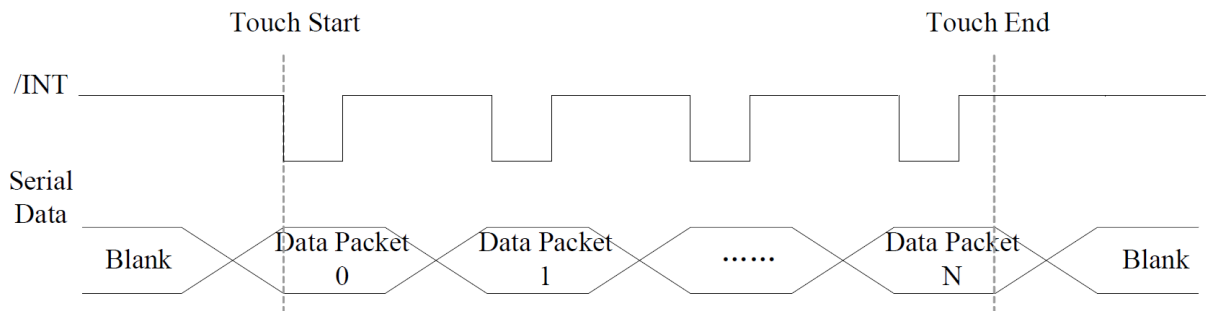 Touch Start
Touch End
/INT
Serial
Data
Blank
Data Packet
0
Data Packet
1
......
Data Packet
N
Blank